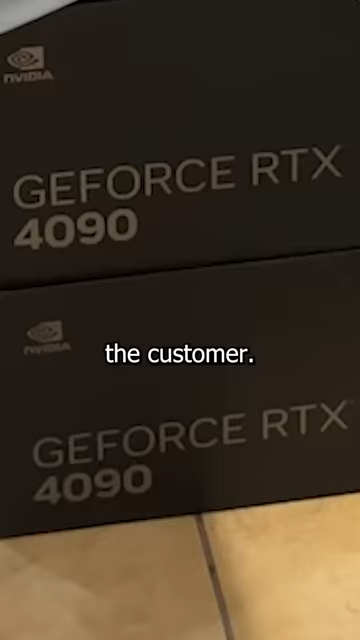 NVIDIA
GEFORCE RTX
4090
NVIDIA
the customer.
GEFORCE RTX
4090